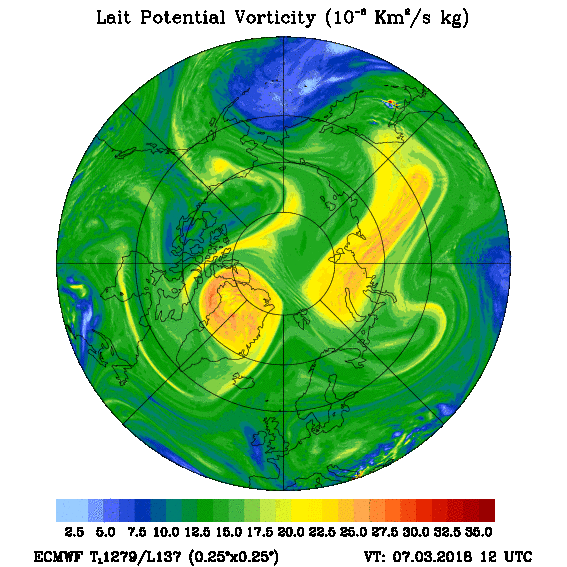 Lait Potential Vorticity (10⁻⁶ Km²/s kg)
2.5 5.0 7.5 10.0 12.5 15.0 17.5 20.0 22.5 25.0 27.5 30.0 32.5 35.0
ECMWF T_L1279/L137 (0.25°x0.25°) VT: 07.03.2018 12 UTC